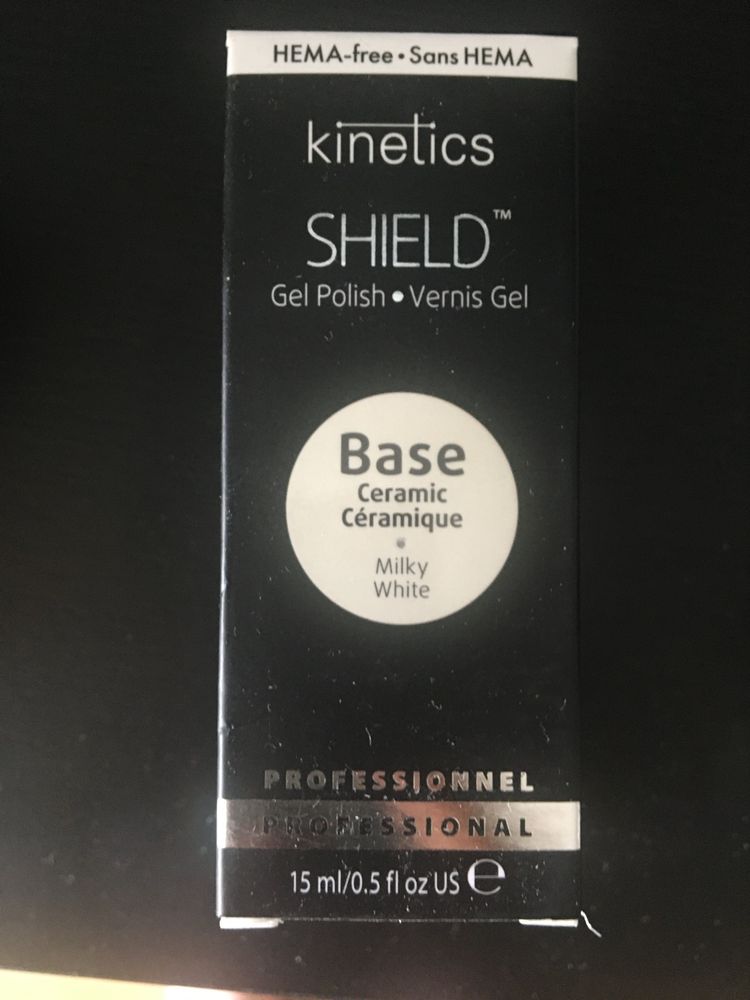 HEMA-free • Sans HEMA
kinetics
SHIELD™
Gel Polish • Vernis Gel
Base
Ceramic
Céramique
•
Milky
White
PROFESSIONNEL
PROFESSIONAL
15 ml/0.5 fl oz US ℮